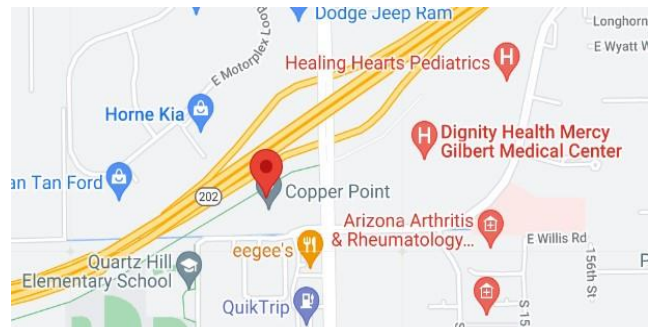 Dodge Jeep Ram
Longhorn
E Wyatt W
E Motorplex Loop
Healing Hearts Pediatrics
Horne Kia
Dignity Health Mercy
Gilbert Medical Center
an Tan Ford
202
Copper Point
Arizona Arthritis
& Rheumatology...
eegee's
E Willis Rd
156th St
Quartz Hill
Elementary School
QuikTrip
S 15
P